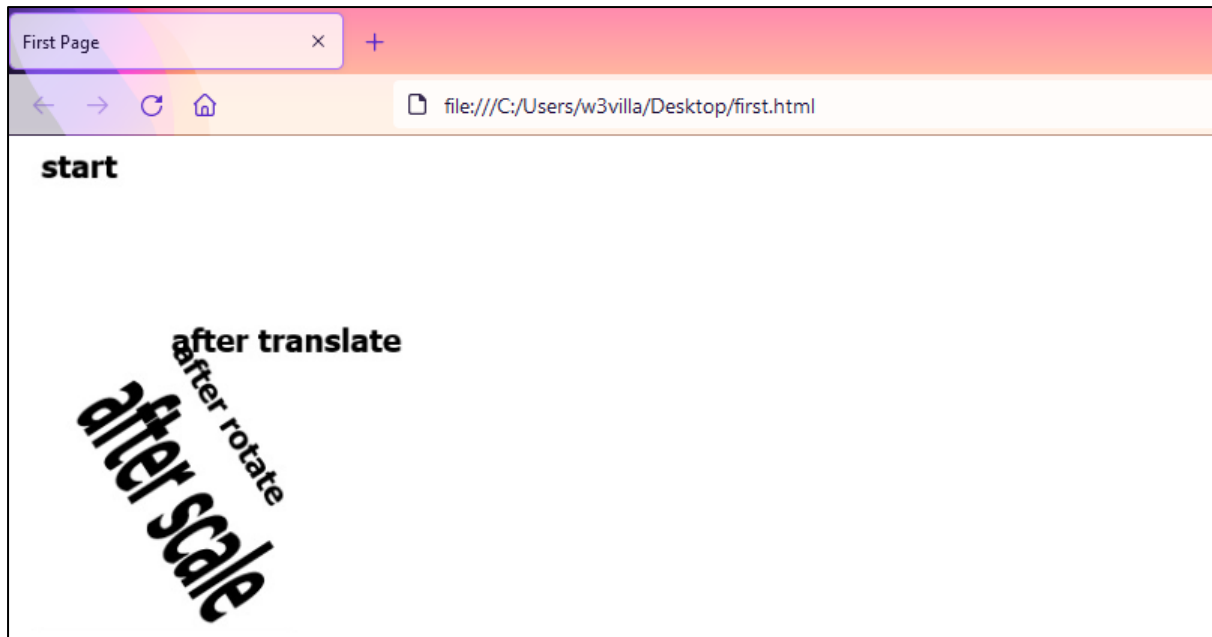 First Page
file:///C:/Users/w3villa/Desktop/first.html
start
after translate
after rotate
after scale